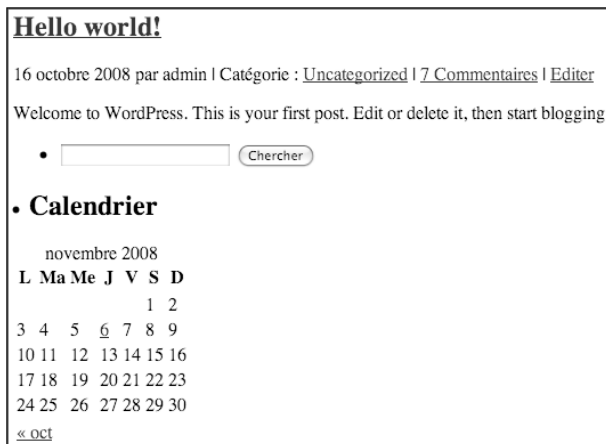 Hello world!
16 octobre 2008 par admin | Catégorie : Uncategorized | 7 Commentaires | Editer
Welcome to WordPress. This is your first post. Edit or delete it, then start blogging
Chercher
Calendrier
novembre 2008
L Ma Me J V S D
1 2
3 4 5 6 7 8 9
10 11 12 13 14 15 16
17 18 19 20 21 22 23
24 25 26 27 28 29 30
« oct